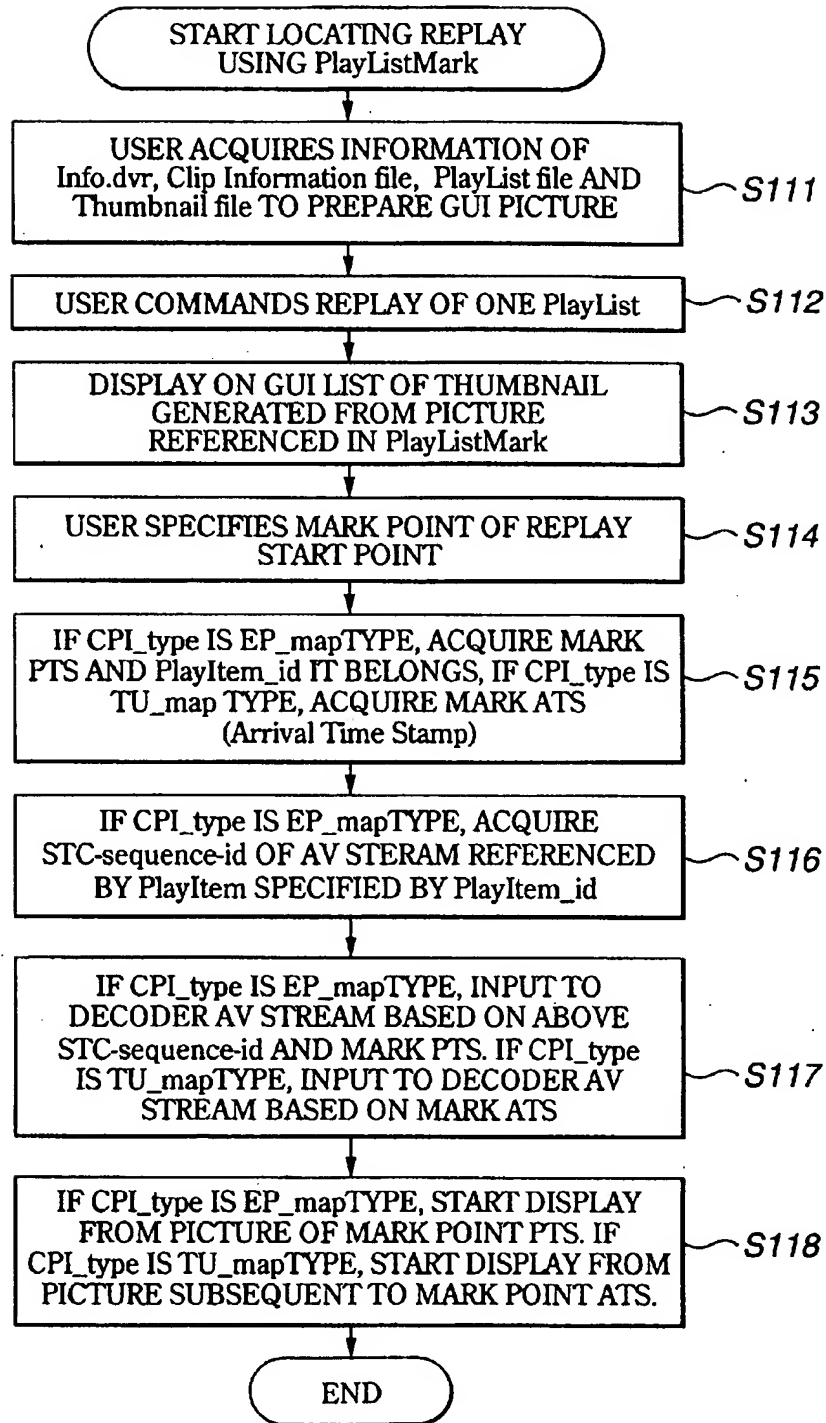 START LOCATING REPLAY
USING PlayListMark
USER ACQUIRES INFORMATION OF
Info.dvr, Clip Information file, PlayList file AND
Thumbnail file TO PREPARE GUI PICTURE
S111
USER COMMANDS REPLAY OF ONE PlayList
S112
DISPLAY ON GUI LIST OF THUMBNAIL
GENERATED FROM PICTURE
REFERENCED IN PlayListMark
S113
USER SPECIFIES MARK POINT OF REPLAY
START POINT
S114
IF CPI_type IS EP_mapTYPE, ACQUIRE MARK
PTS AND PlayItem_id IT BELONGS, IF CPI_type IS
TU_map TYPE, ACQUIRE MARK ATS
(Arrival Time Stamp)
S115
IF CPI_type IS EP_mapTYPE, ACQUIRE
STC-sequence-id OF AV STERAM REFERENCED
BY PlayItem SPECIFIED BY PlayItem_id
S116
IF CPI_type IS EP_mapTYPE, INPUT TO
DECODER AV STREAM BASED ON ABOVE
STC-sequence-id AND MARK PTS. IF CPI_type
IS TU_mapTYPE, INPUT TO DECODER AV
STREAM BASED ON MARK ATS
S117
IF CPI_type IS EP_mapTYPE, START DISPLAY
FROM PICTURE OF MARK POINT PTS. IF
CPI_type IS TU_mapTYPE, START DISPLAY FROM
PICTURE SUBSEQUENT TO MARK POINT ATS.
S118
END